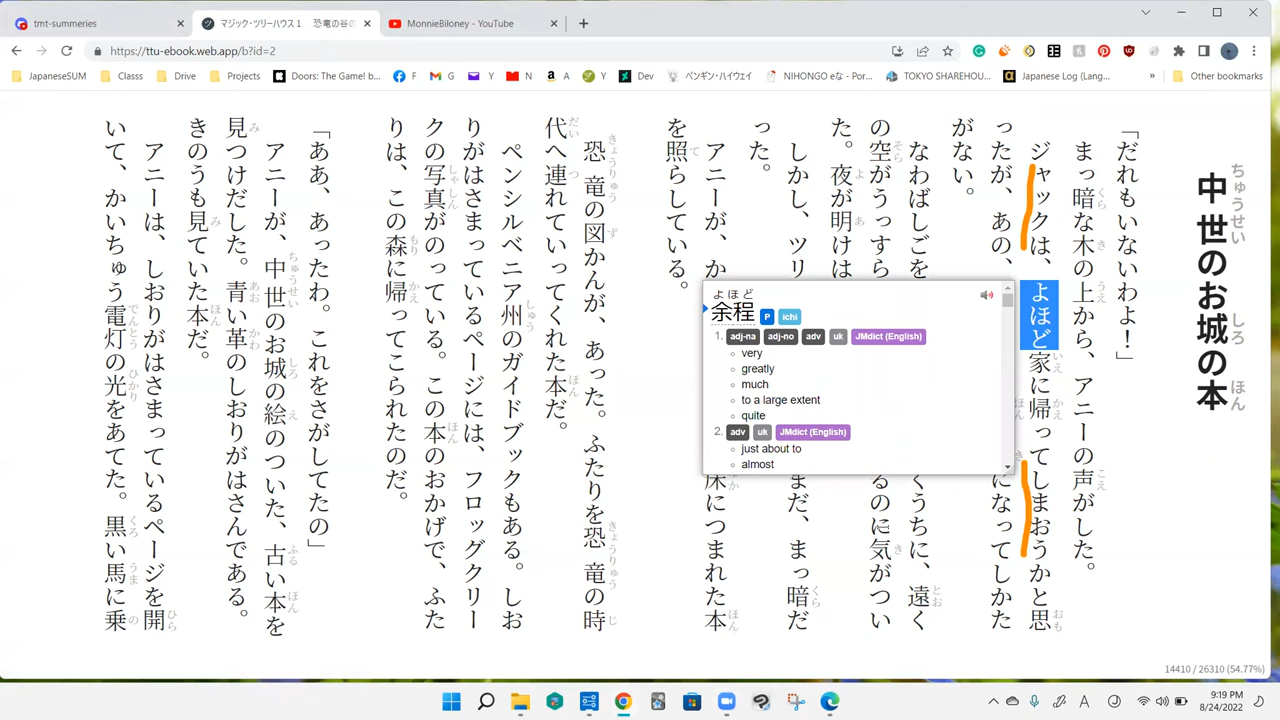 tmt-summeries
マジック・ツリーハウス１ 恐竜の谷の
MonnieBiloney - YouTube
https://ttu-ebook.web.app/b?id=2
JapaneseSUM Classs Drive Projects Doors: The Game! b... F G Y N A Y Dev ペンギン・ハイウェイ NIHONGO eな - Por... TOKYO SHAREHOU... Japanese Log (Lang... » Other bookmarks
ちゅうせい しろ ほん
中世のお城の本
「だれもいないわよ！」
まっ暗な木の上から、アニーの声がした。
ジャックは、よほど家に帰ってしまおうかと思
ったが、あの、 になってしかた
がない。
なわばしごを くうちに、遠く
の空がうっすら るのに気がつい
た。夜が明けは
しかし、ツリ まだ、まっ暗だ
った。
アニーが、か 床につまれた本
を照らしている。
恐竜の図かんが、あった。ふたりを恐竜の時
代へ連れていってくれた本だ。
ペンシルベニア州のガイドブックもある。しお
りがはさまっているページには、フロッグクリー
クの写真がのっている。この本のおかげで、ふた
りは、この森に帰ってこられたのだ。
「ああ、あったわ。これをさがしてたの」
アニーが、中世のお城の絵のついた、古い本を
見つけだした。青い革のしおりがはさんである。
きのうも見ていた本だ。
アニーは、しおりがはさまっているページを開
いて、かいちゅう電灯の光をあてた。黒い馬に乗
よほど
余程 P ichi
1. adj-na adj-no adv uk JMdict (English)
very
greatly
much
to a large extent
quite
2. adv uk JMdict (English)
just about to
almost
14410 / 26310 (54.77%)
9:19 PM
8/24/2022